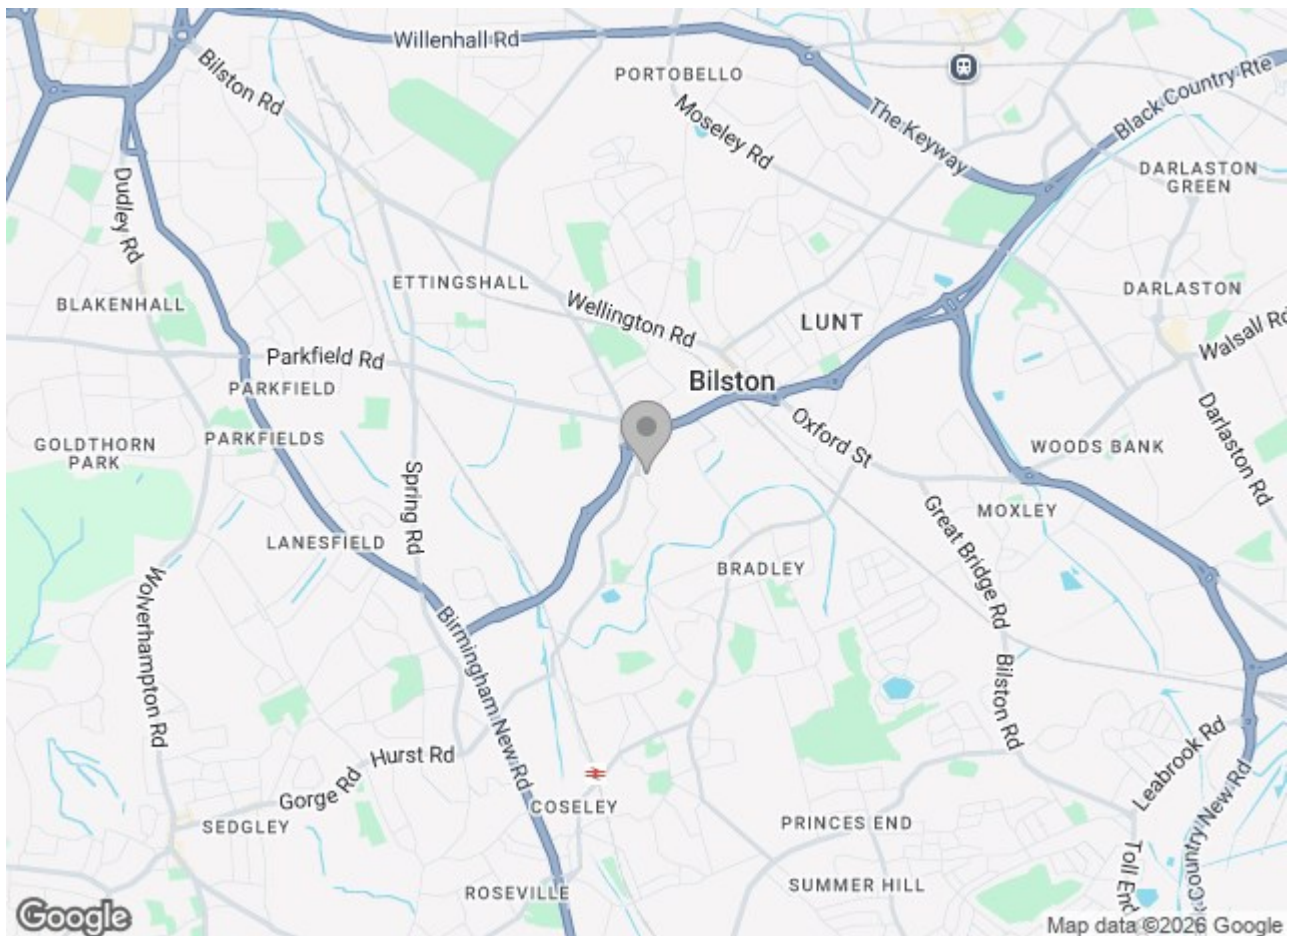 Willenhall Rd
PORTOBELLO
Bilston Rd
Black Country Rte
The Keyway
Moseley Rd
DARLASTON
GREEN
Dudley Rd
ETTINGSHALL
DARLASTON
BLAKENHALL
Wellington Rd
LUNT
Walsall Rd
Parkfield Rd
PARKFIELD
Bilston
Darlaston Rd
Oxford St
GOLDTHORN
PARK
PARKFIELDS
WOODS BANK
Spring Rd
MOXLEY
Great Bridge Rd
LANESFIELD
BRADLEY
Wolverhampton Rd
Birmingham New Rd
Bilston Rd
Hurst Rd
Leabrook Rd
Gorge Rd
COSELEY
SEDGLEY
PRINCES END
Toll End
Country New Rd
ROSEVILLE
SUMMER HILL
Google
Map data ©2026 Google